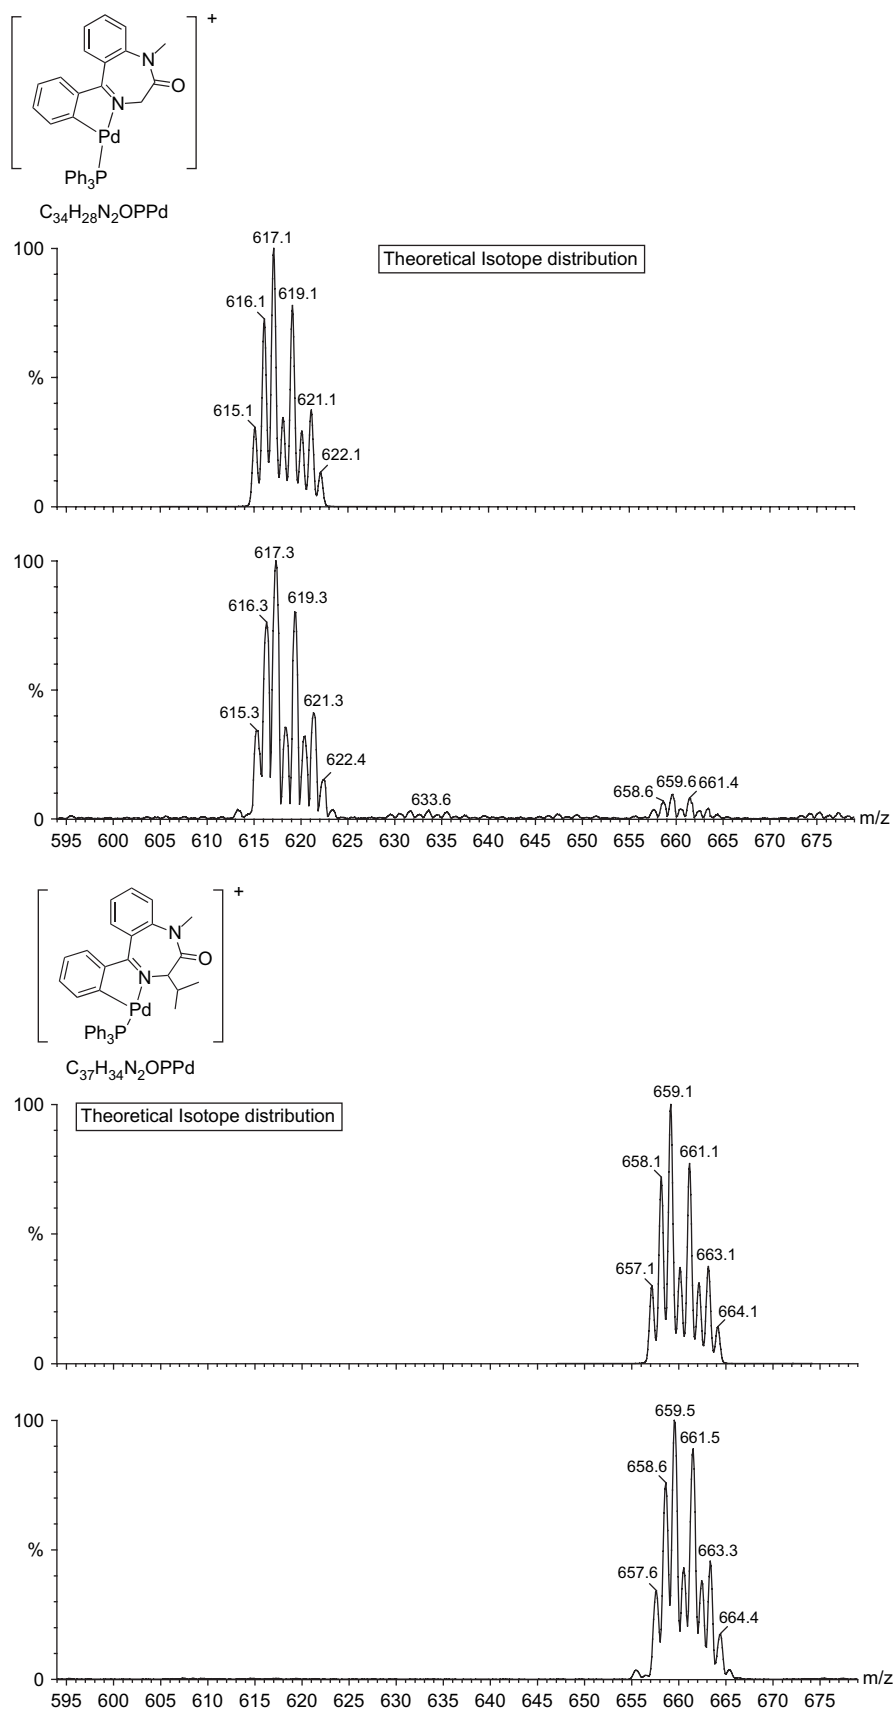 +
N
O
N
Pd
Ph3P
C34H28N2OPPd
Theoretical Isotope distribution
100
%
0
617.1
616.1
619.1
615.1
621.1
622.1
100
%
0
617.3
616.3
619.3
615.3
621.3
622.4
633.6
658.6
659.6
661.4
595 600 605 610 615 620 625 630 635 640 645 650 655 660 665 670 675
m/z
+
N
O
N
Pd
Ph3P
C37H34N2OPPd
Theoretical Isotope distribution
100
%
0
659.1
658.1
661.1
657.1
663.1
664.1
100
%
0
659.5
661.5
658.6
663.3
657.6
664.4
595 600 605 610 615 620 625 630 635 640 645 650 655 660 665 670 675
m/z